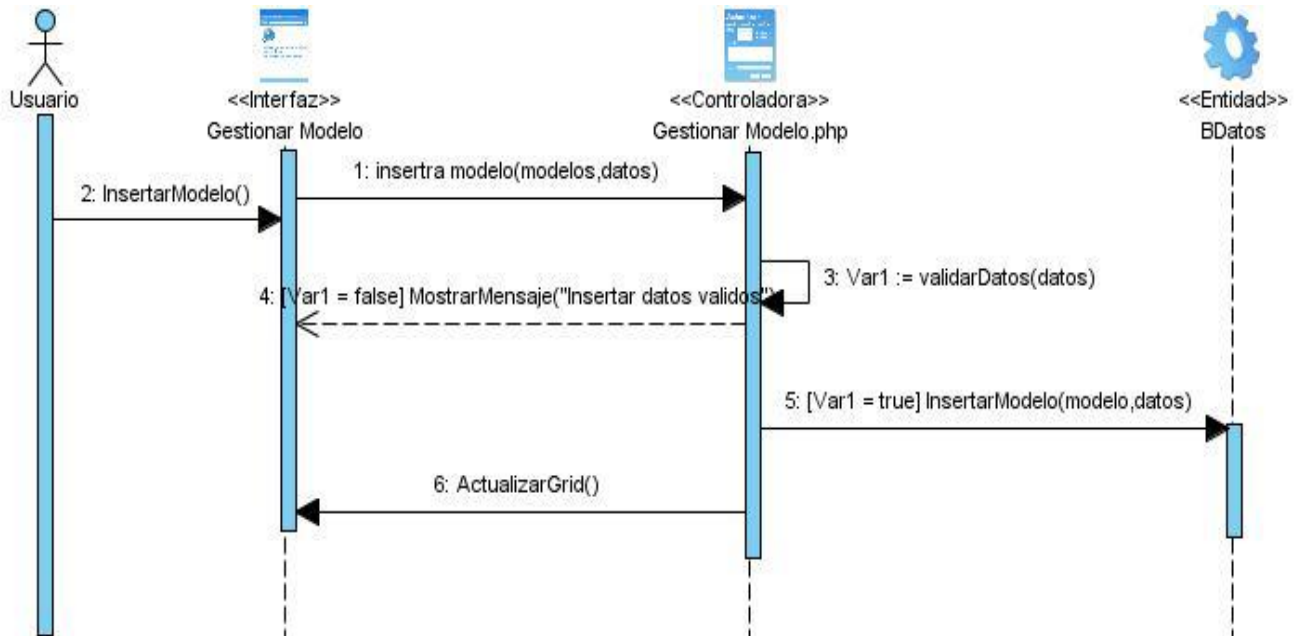 Usuario
<<Interfaz>>
Gestionar Modelo
<<Controladora>>
Gestionar Modelo.php
<<Entidad>>
BDatos
1: insertra modelo(modelos,datos)
2: InsertarModelo()
3: Var1 := validarDatos(datos)
4: [Var1 = false] MostrarMensaje("Insertar datos validos")
5: [Var1 = true] InsertarModelo(modelo,datos)
6: ActualizarGrid()